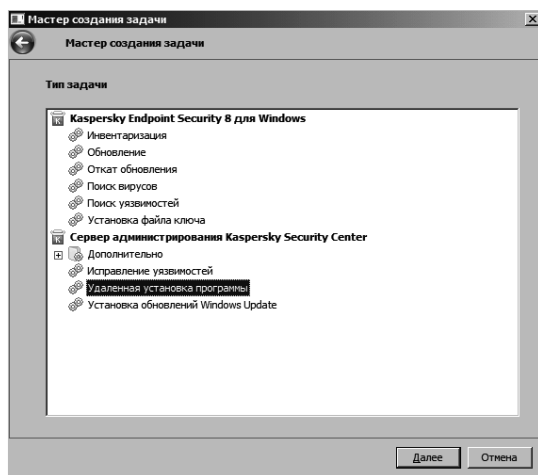 Мастер создания задачи
Мастер создания задачи
Тип задачи
Kaspersky Endpoint Security 8 для Windows
Инвентаризация
Обновление
Откат обновления
Поиск вирусов
Поиск уязвимостей
Установка файла ключа
Сервер администрирования Kaspersky Security Center
Дополнительно
Исправление уязвимостей
Удаленная установка программы
Установка обновлений Windows Update
Далее Отмена